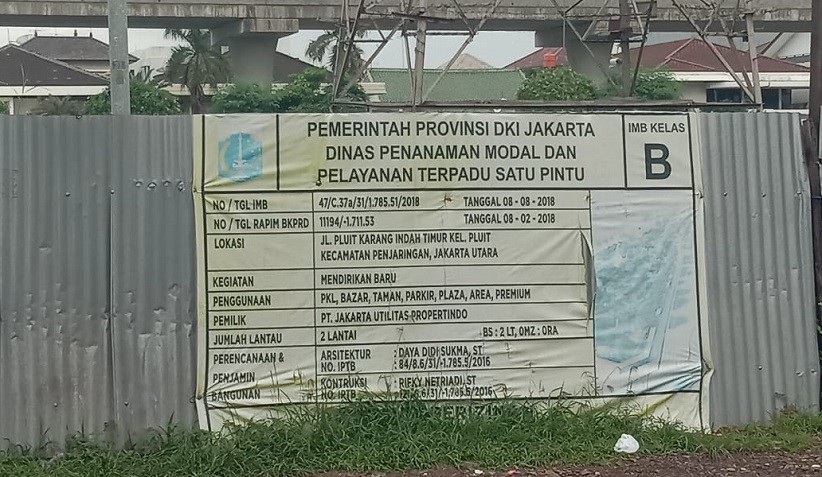 PEMERINTAH PROVINSI DKI JAKARTA
DINAS PENANAMAN MODAL DAN
PELAYANAN TERPADU SATU PINTU
IMB KELAS
B
NO / TGL IMB 47/C.37a/31/1.785.51/2018 TANGGAL 08 - 08 - 2018
NO / TGL RAPIM BKPRD 11194/-1.711.53 TANGGAL 08 - 02 - 2018
LOKASI JL. PLUIT KARANG INDAH TIMUR KEL. PLUIT
KECAMATAN PENJARINGAN, JAKARTA UTARA
KEGIATAN MENDIRIKAN BARU
PENGGUNAAN PKL, BAZAR, TAMAN, PARKIR, PLAZA, AREA, PREMIUM
PEMILIK PT. JAKARTA UTILITAS PROPERTINDO
JUMLAH LANTAU 2 LANTAI BS : 2 LT, OMZ : ORA
PERENCANAAN & ARSITEKTUR : DAYA DIDI SUKMA, ST
NO. IPTB : 84/8.6/31/-1.785.5/2016
PENJAMIN KONTRUKSI : RIFKY NETRIADI, ST
BANGUNAN NO. IPTB